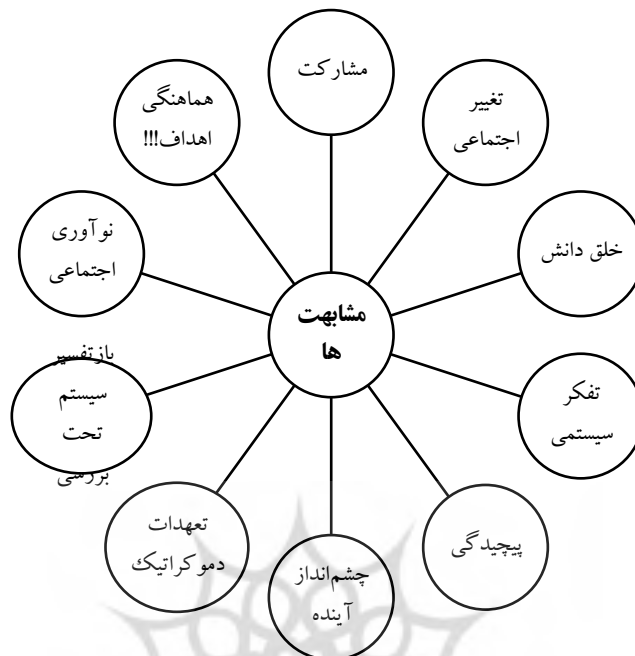 مشارکت
تغییر
اجتماعی
خلق دانش
تفکر
سیستمی
پیچیدگی
چشم‌انداز
آینده
تعهدات
دموکراتیک
بازتفسیر
سیستم
تحت
بررسی
نوآوری
اجتماعی
هماهنگی
اهداف!!!
مشابهت
ها